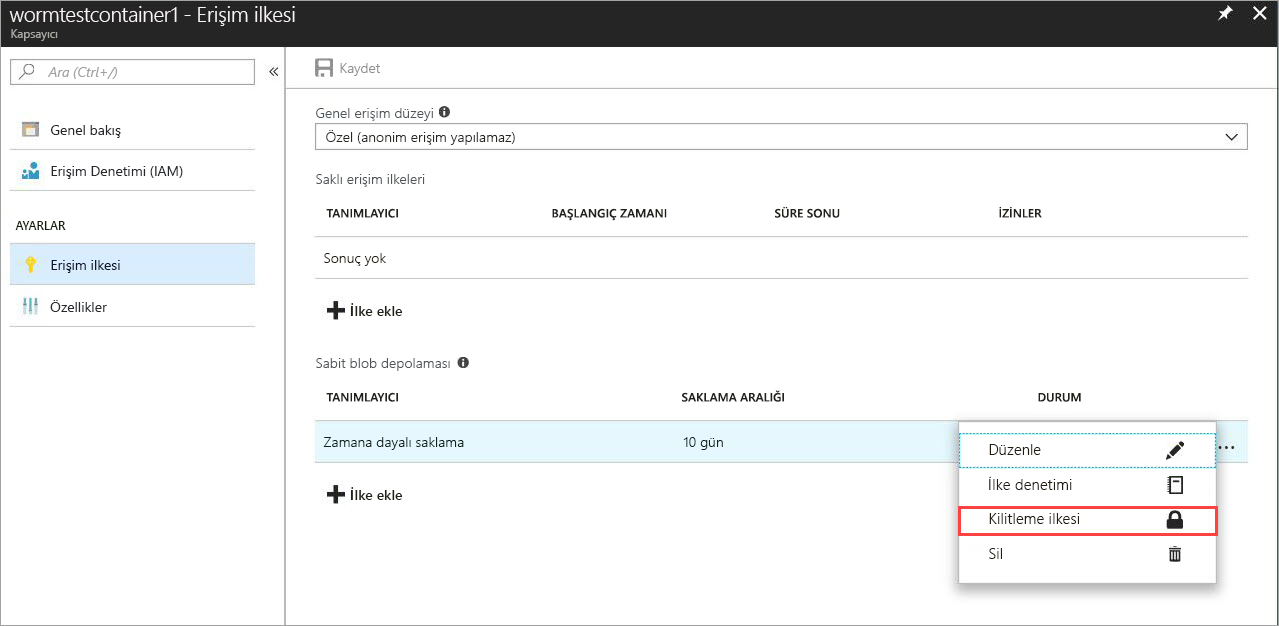 wormtestcontainer1 - Erişim ilkesi
Kapsayıcı
Ara (Ctrl+/)
«
Genel bakış
Erişim Denetimi (IAM)
AYARLAR
Erişim ilkesi
Özellikler
Kaydet
Genel erişim düzeyi
Özel (anonim erişim yapılamaz)
Saklı erişim ilkeleri
TANIMLAYICI BAŞLANGIÇ ZAMANI SÜRE SONU İZİNLER
Sonuç yok
İlke ekle
Sabit blob depolaması
TANIMLAYICI SAKLAMA ARALIĞI DURUM
Zamana dayalı saklama 10 gün ...
İlke ekle
Düzenle
İlke denetimi
Kilitleme ilkesi
Sil